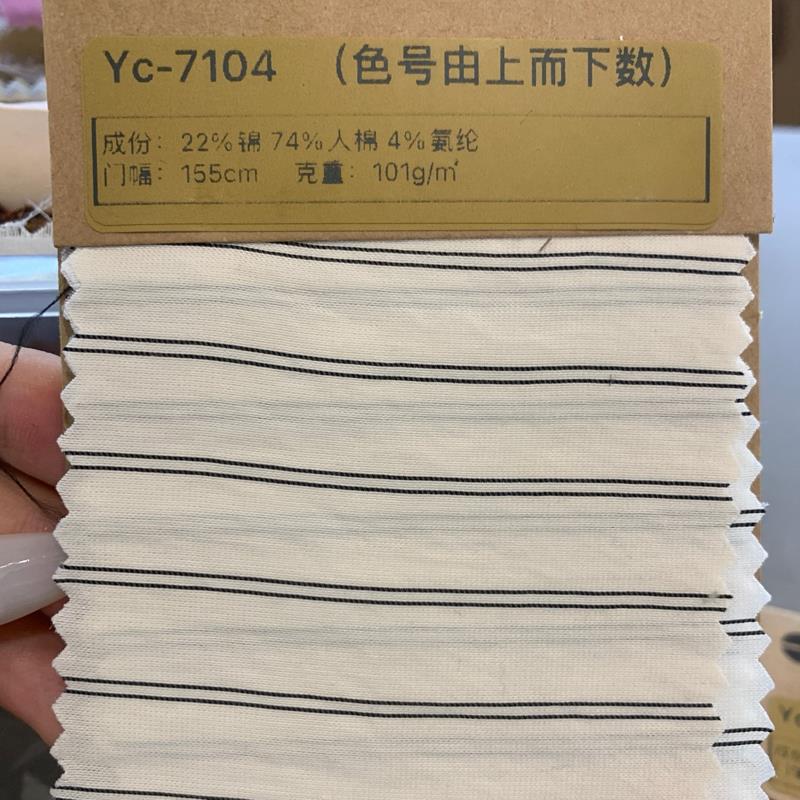 Yc-7104 （色号由上而下数）
成份：22%锦 74%人棉 4%氨纶
门幅：155cm 克重：101g/㎡